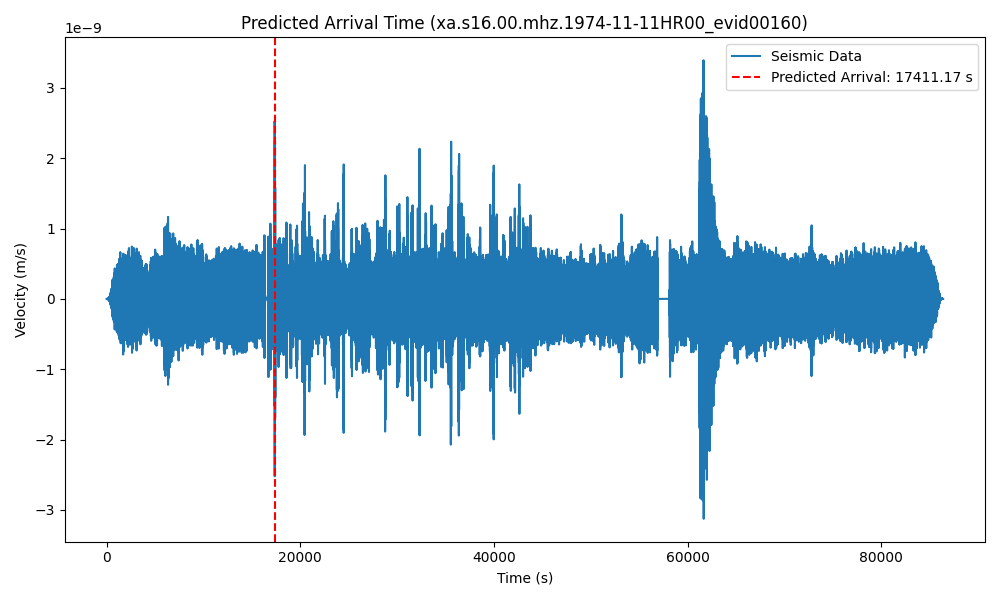 Predicted Arrival Time (xa.s16.00.mhz.1974-11-11HR00_evid00160)
1e−9
Seismic Data
Predicted Arrival: 17411.17 s
3
2
1
0
−1
−2
−3
Velocity (m/s)
0 20000 40000 60000 80000
Time (s)